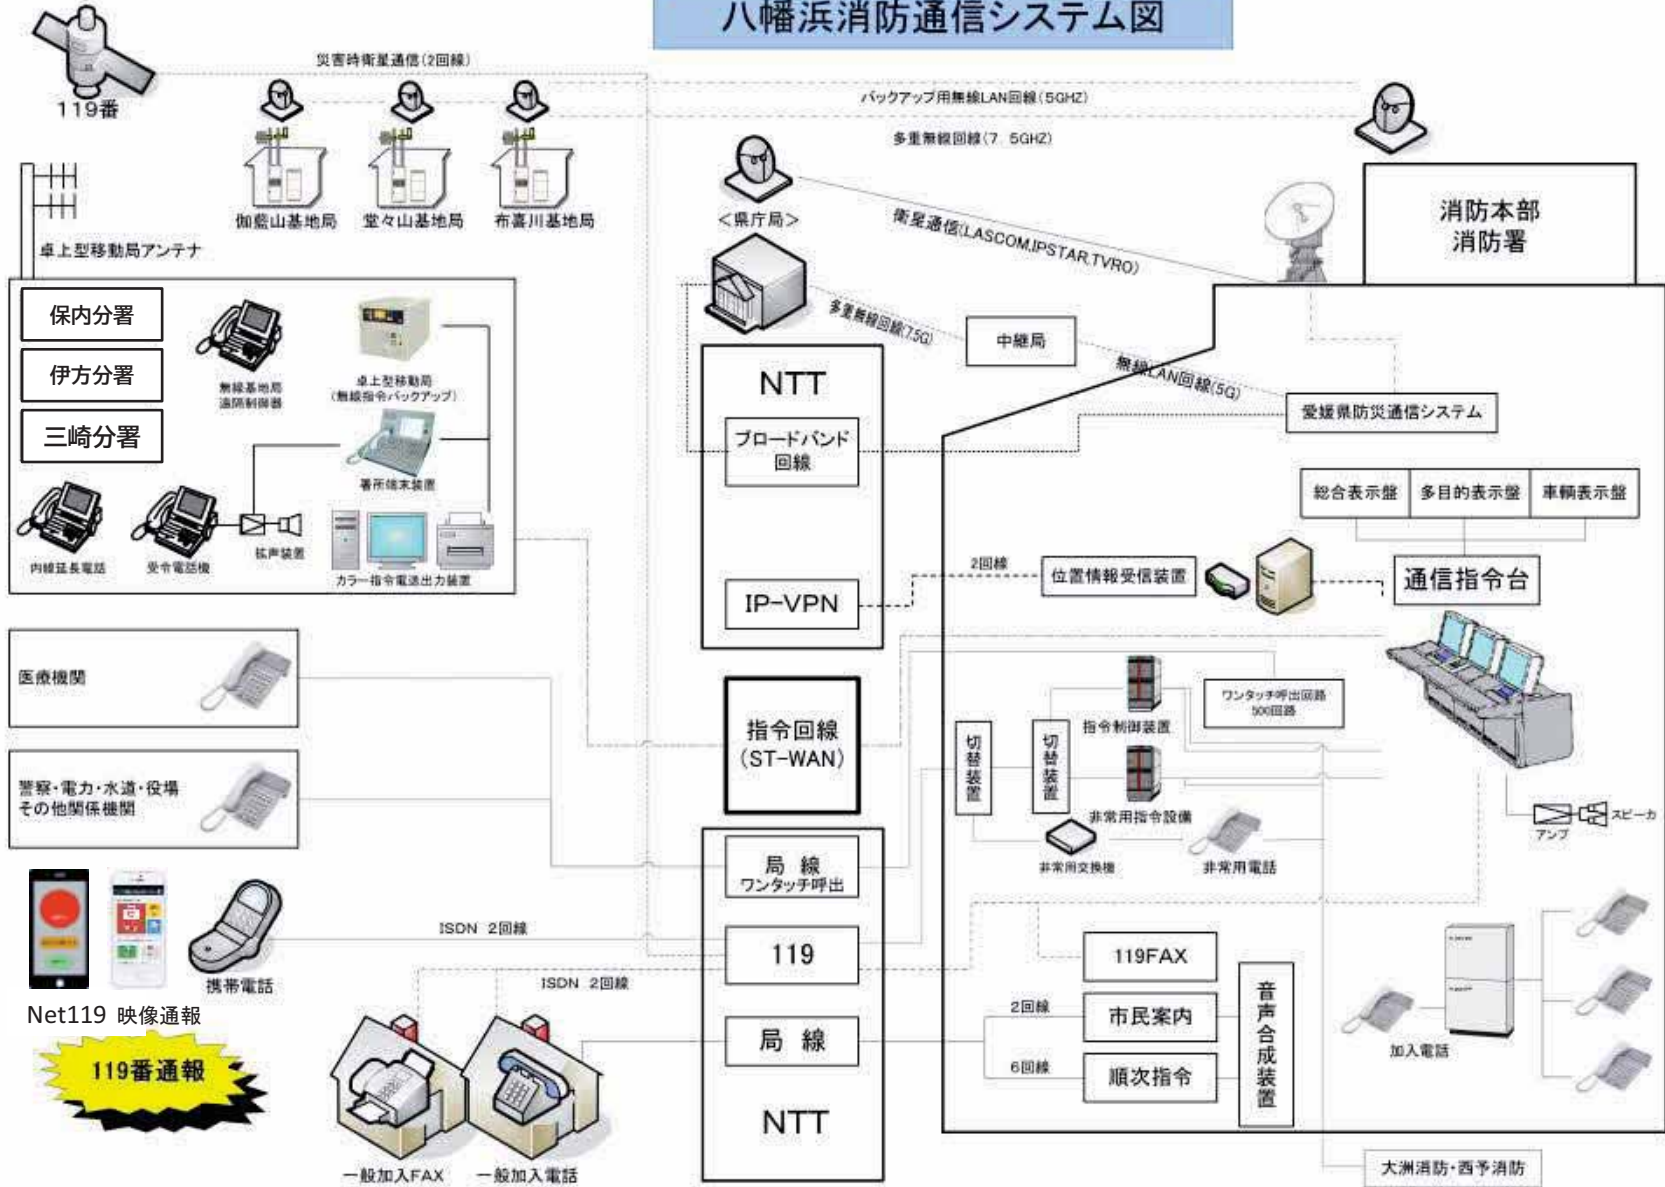 八幡浜消防通信システム図
119番
災害時衛星通信(2回線)
バックアップ用無線LAN回線(5GHZ)
多重無線回線(7 5GHZ)
伽藍山基地局
堂々山基地局
布喜川基地局
卓上型移動局アンテナ
<県庁局>
衛星通信(LASCOM,IPSTAR,TVRO)
消防本部
消防署
保内分署
伊方分署
三崎分署
無線基地局
遠隔制御器
卓上型移動局
(無線指令バックアップ)
署所端末装置
内線延長電話
受令電話機
拡声装置
カラー指令電送出力装置
多重無線回線(7.5G)
中継局
無線LAN回線(5G)
愛媛県防災通信システム
NTT
ブロードバンド
回線
IP-VPN
総合表示盤
多目的表示盤
車輌表示盤
2回線
位置情報受信装置
通信指令台
医療機関
警察・電力・水道・役場
その他関係機関
指令回線
(ST-WAN)
指令制御装置
ワンタッチ呼出回路
500回路
切替装置
切替装置
非常用指令設備
非常用交換機
非常用電話
アンプ
スピーカ
局 線
ワンタッチ呼出
ISDN 2回線
119
携帯電話
Net119 映像通報
119番通報
ISDN 2回線
局 線
NTT
一般加入FAX
一般加入電話
119FAX
2回線
市民案内
6回線
順次指令
音声合成装置
加入電話
大洲消防・西予消防